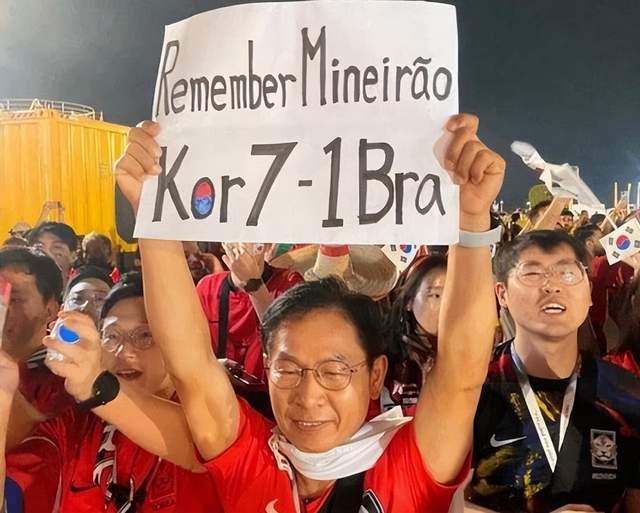 Remember Mineirão
Kor 7-1 Bra